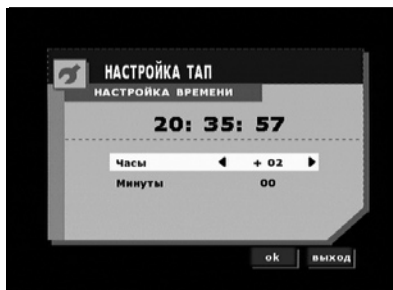 НАСТРОЙКА ТАП
НАСТРОЙКА ВРЕМЕНИ
20: 35: 57
Часы + 02
Минуты 00
ok выход